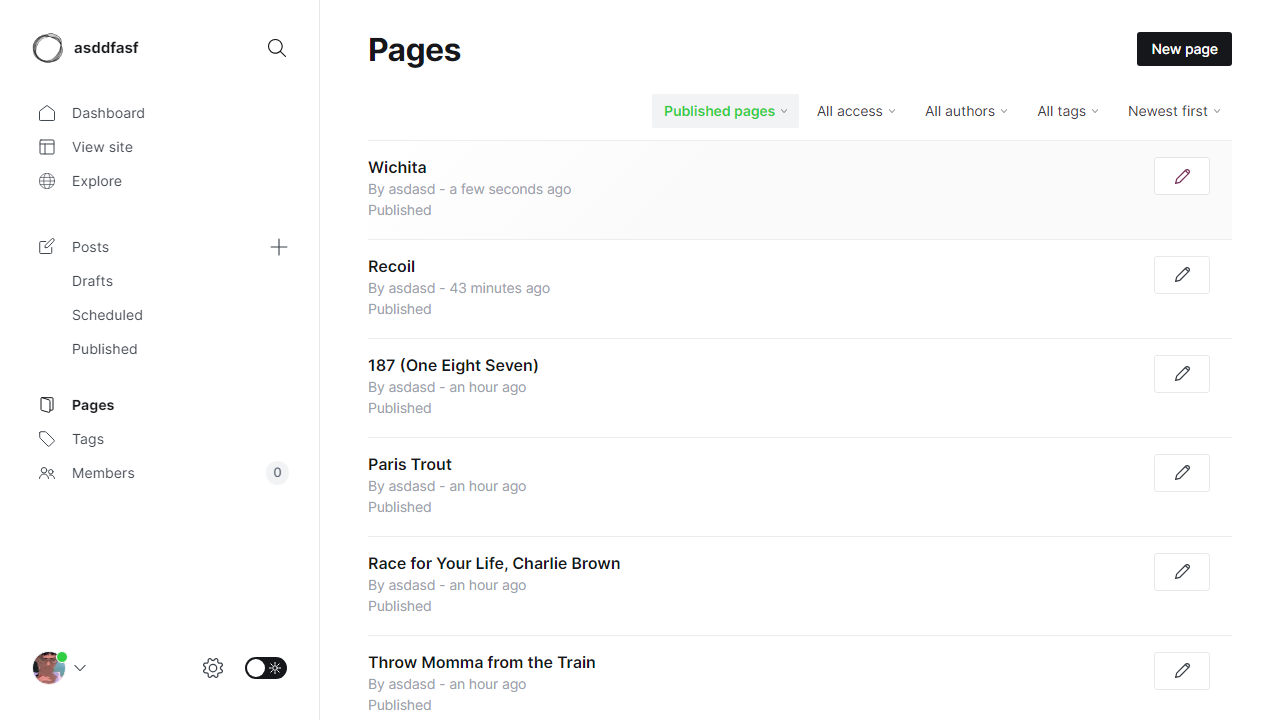 asddfasf
Dashboard
View site
Explore
Posts
Drafts
Scheduled
Published
Pages
Tags
Members 0
Pages
New page
Published pages All access All authors All tags Newest first
Wichita
By asdasd - a few seconds ago
Published
Recoil
By asdasd - 43 minutes ago
Published
187 (One Eight Seven)
By asdasd - an hour ago
Published
Paris Trout
By asdasd - an hour ago
Published
Race for Your Life, Charlie Brown
By asdasd - an hour ago
Published
Throw Momma from the Train
By asdasd - an hour ago
Published